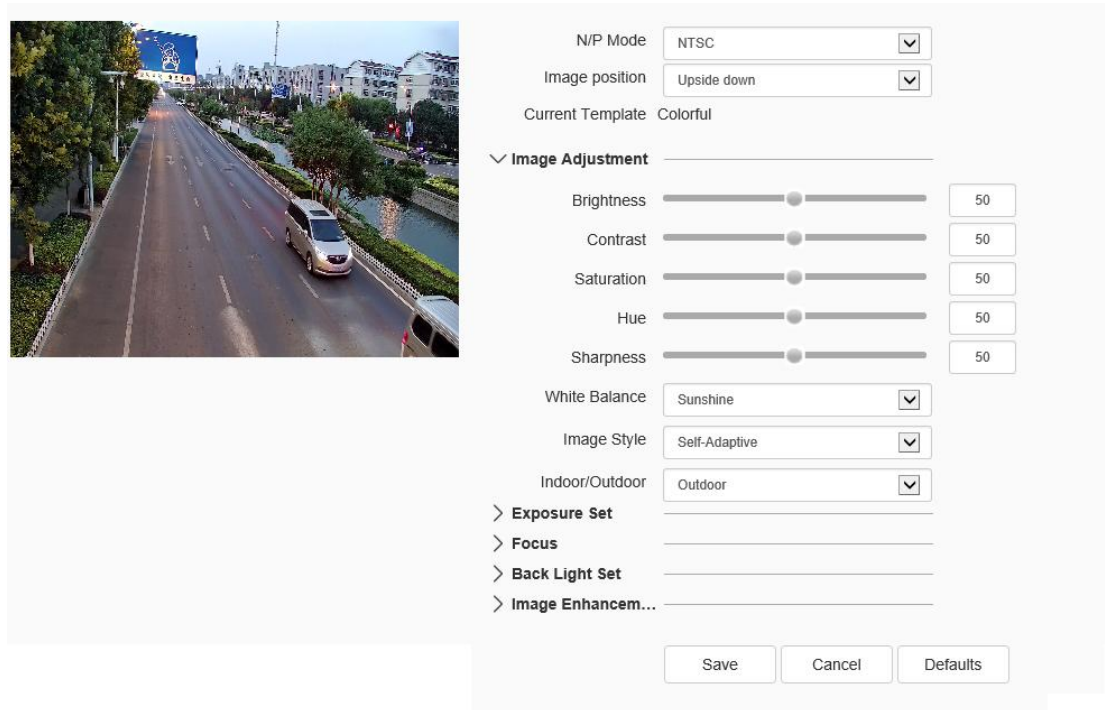 N/P Mode NTSC
Image position Upside down
Current Template Colorful
Image Adjustment
Brightness 50
Contrast 50
Saturation 50
Hue 50
Sharpness 50
White Balance Sunshine
Image Style Self-Adaptive
Indoor/Outdoor Outdoor
Exposure Set
Focus
Back Light Set
Image Enhancem...
Save Cancel Defaults